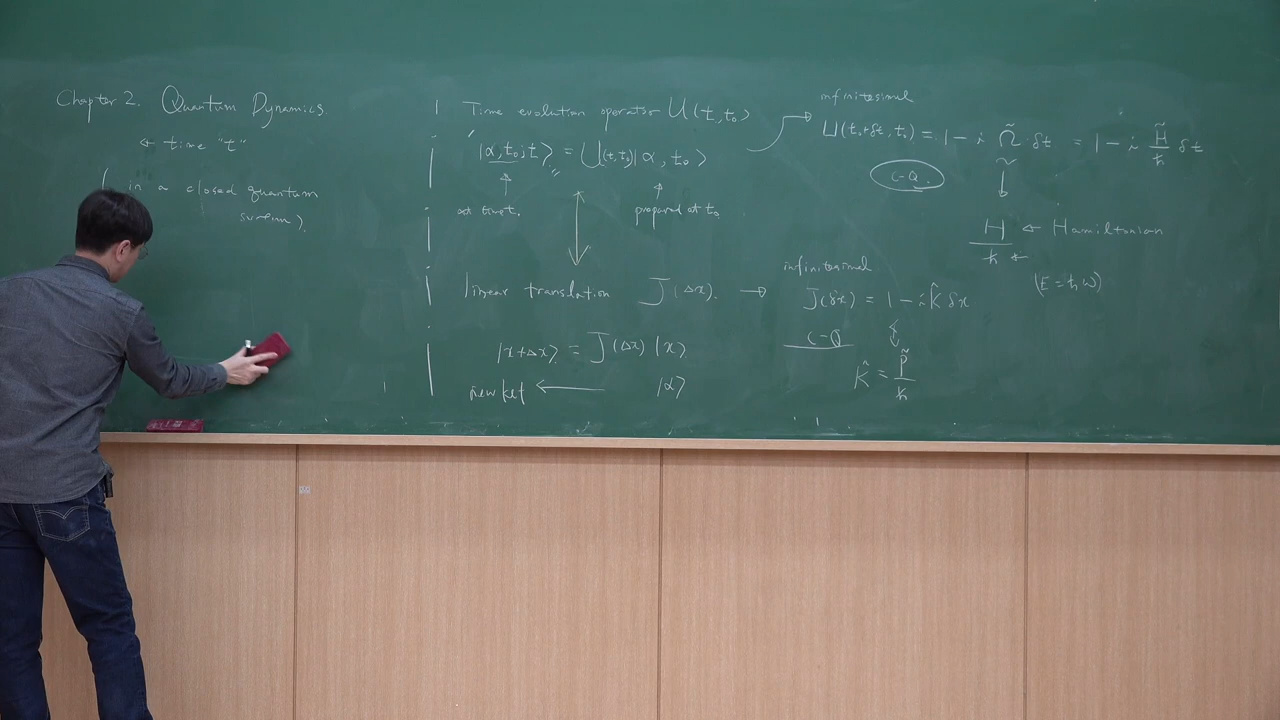 Chapter 2. Quantum Dynamics.
← time "t"
( in a closed quantum
system)
Time evolution operator U(t,t₀)
|α,t₀;t⟩ = U(t,t₀)|α,t₀⟩
at time t.
prepared at t₀
linear translation J(Δx). →
|x+Δx⟩ = J(Δx)|x⟩
new ket ← |α⟩
infinitesimal
U(t₀+δt,t₀) = 1 - i Ω̃ δt = 1 - i H̃/ħ δt
C-Q.
H/ħ ← Hamiltonian
(E = ħω)
infinitesimal
J(δx) = 1 - i K̂ δx
C-Q
K̂ = p̃/ħ